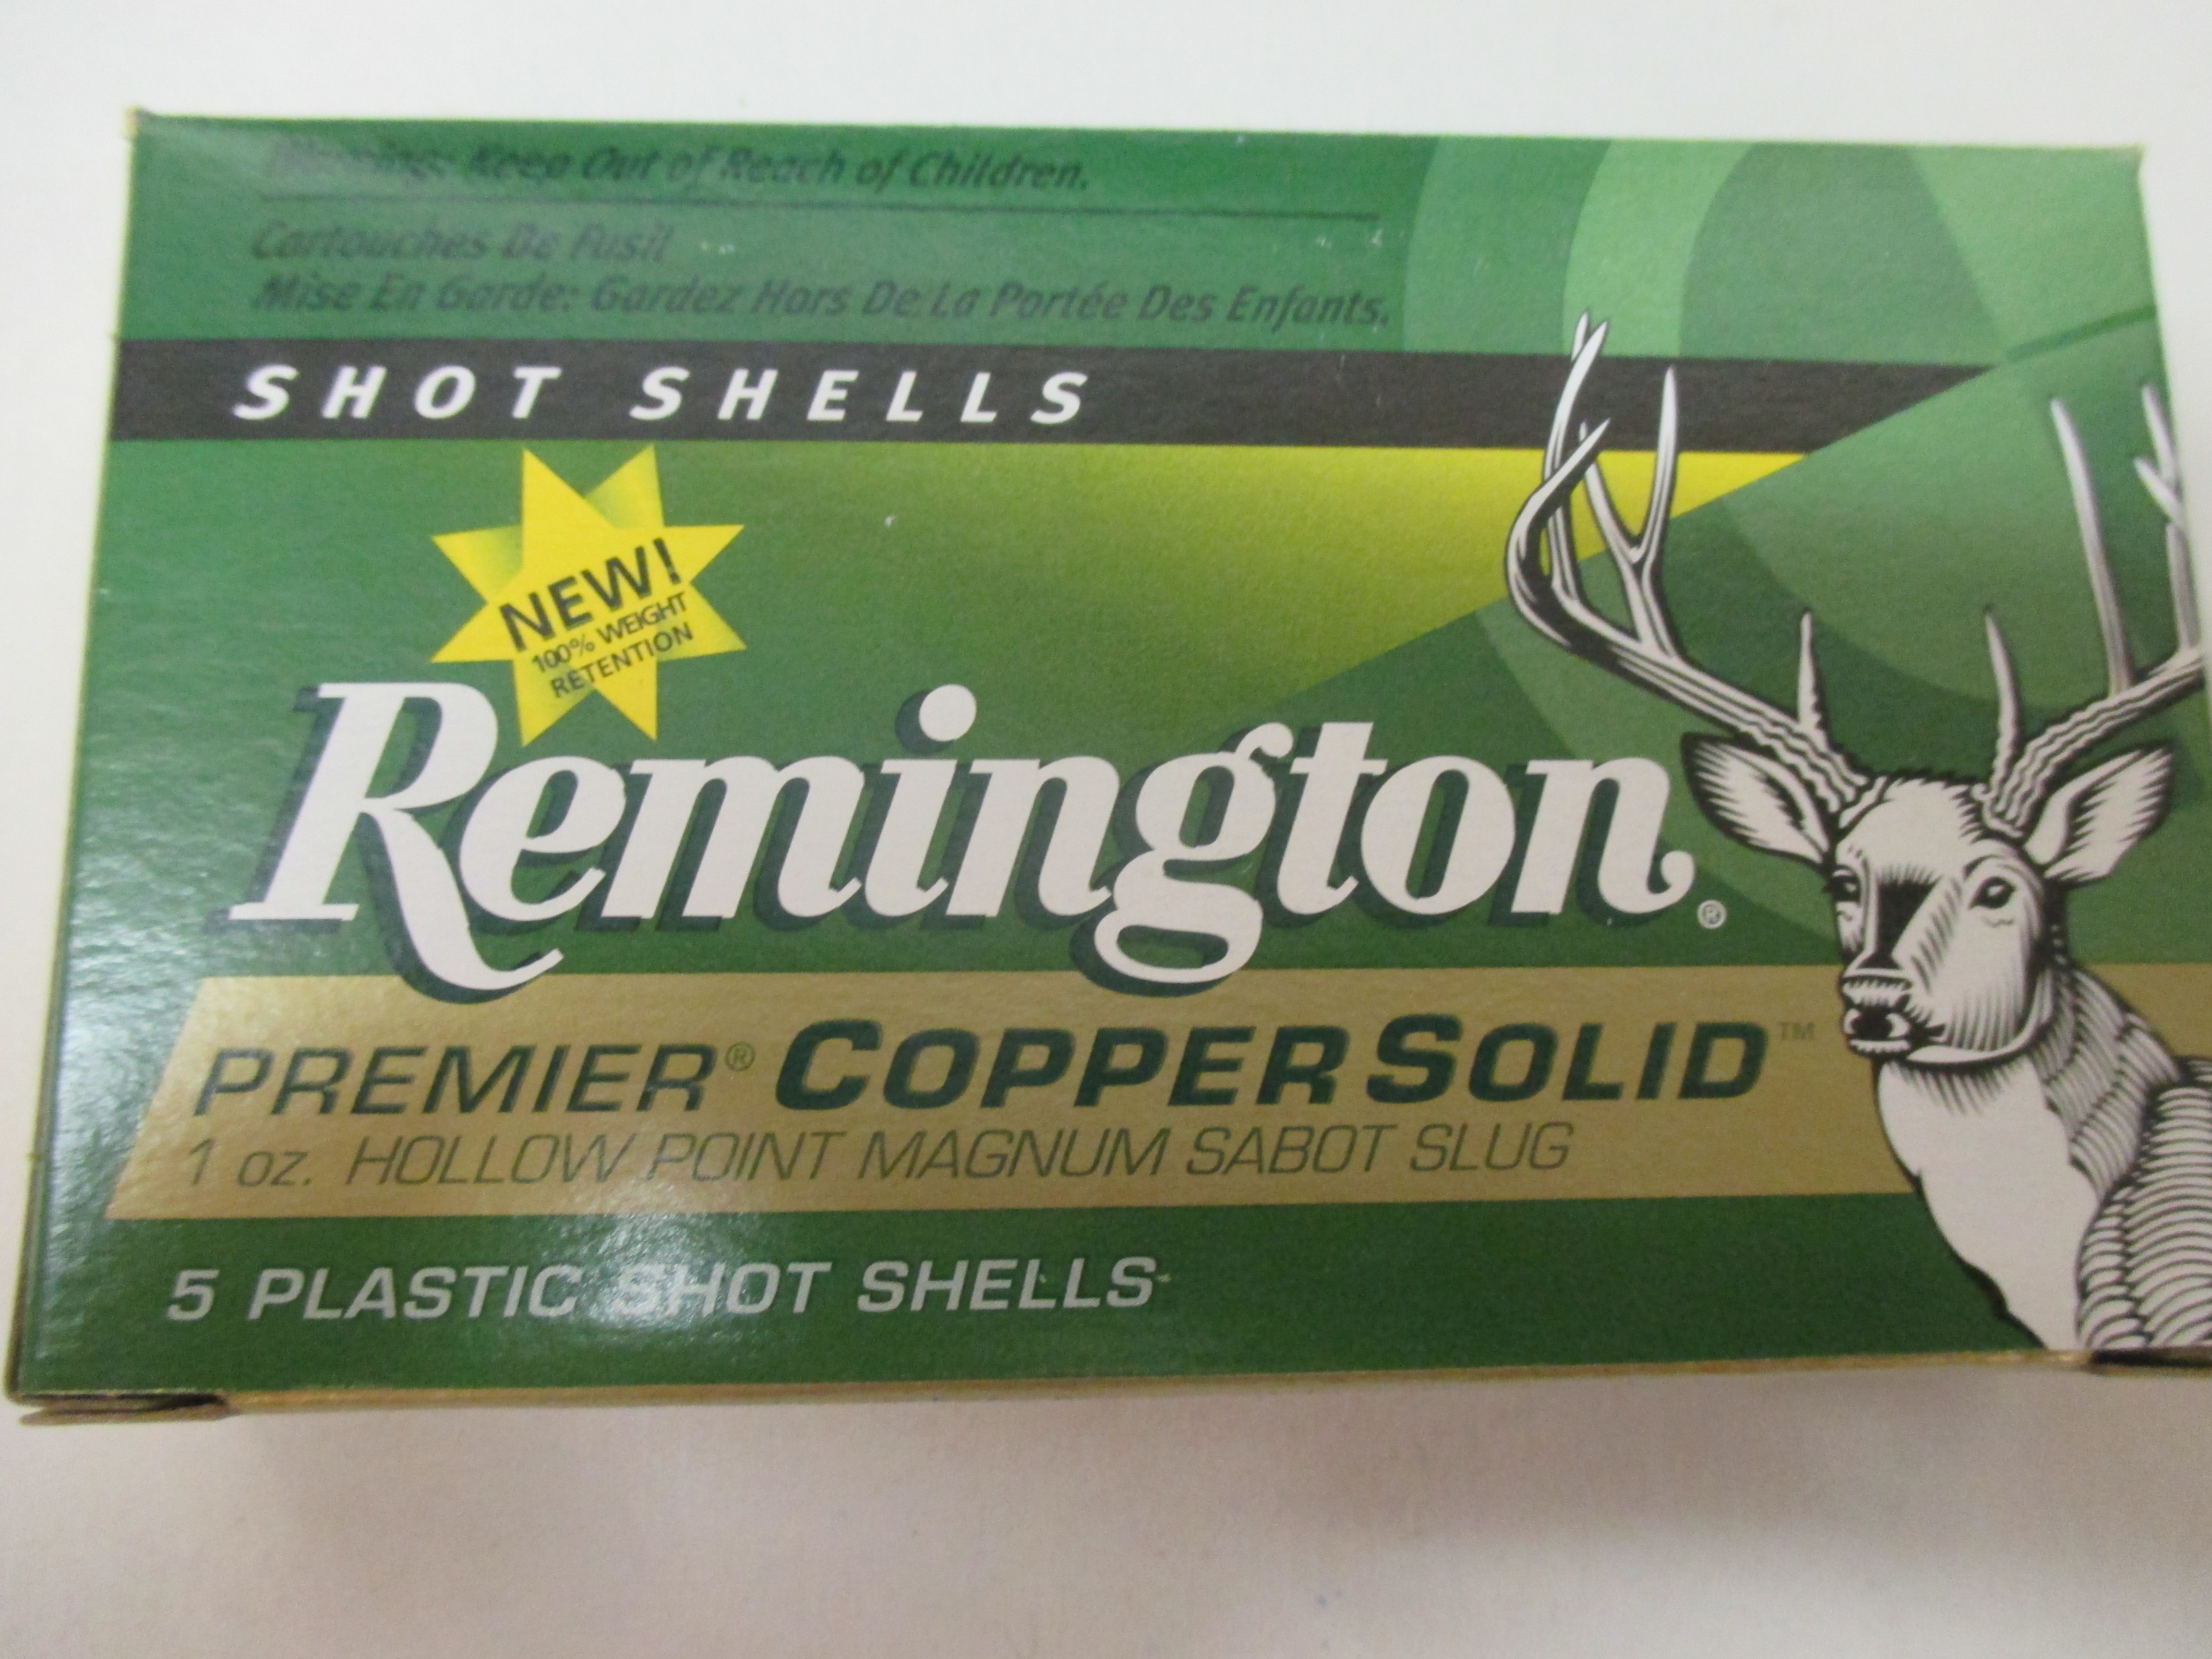 Warning: Keep Out of Reach of Children.
Cartouches De Fusil
Mise En Garde: Gardez Hors De La Portée Des Enfants.
SHOT SHELLS
NEW!
100% WEIGHT
RETENTION
Remington®
PREMIER® COPPER SOLID™
1 oz. HOLLOW POINT MAGNUM SABOT SLUG
5 PLASTIC SHOT SHELLS